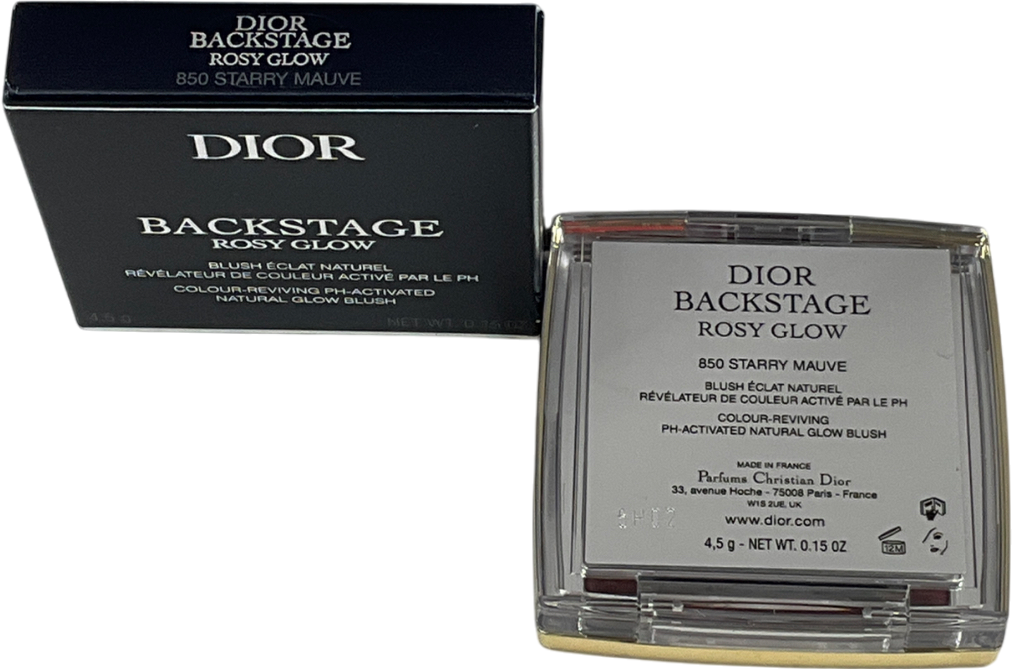 DIOR
BACKSTAGE
ROSY GLOW
850 STARRY MAUVE
DIOR
BACKSTAGE
ROSY GLOW
BLUSH ÉCLAT NATUREL
RÉVÉLATEUR DE COULEUR ACTIVÉ PAR LE PH
COLOUR-REVIVING PH-ACTIVATED
NATURAL GLOW BLUSH
4,5 g NET WT. 0.15 OZ
DIOR
BACKSTAGE
ROSY GLOW
850 STARRY MAUVE
BLUSH ÉCLAT NATUREL
RÉVÉLATEUR DE COULEUR ACTIVÉ PAR LE PH
COLOUR-REVIVING
PH-ACTIVATED NATURAL GLOW BLUSH
MADE IN FRANCE
Parfums Christian Dior
33, avenue Hoche - 75008 Paris - France
W1S 2UE, UK
www.dior.com
4,5 g - NET WT. 0.15 OZ
12M